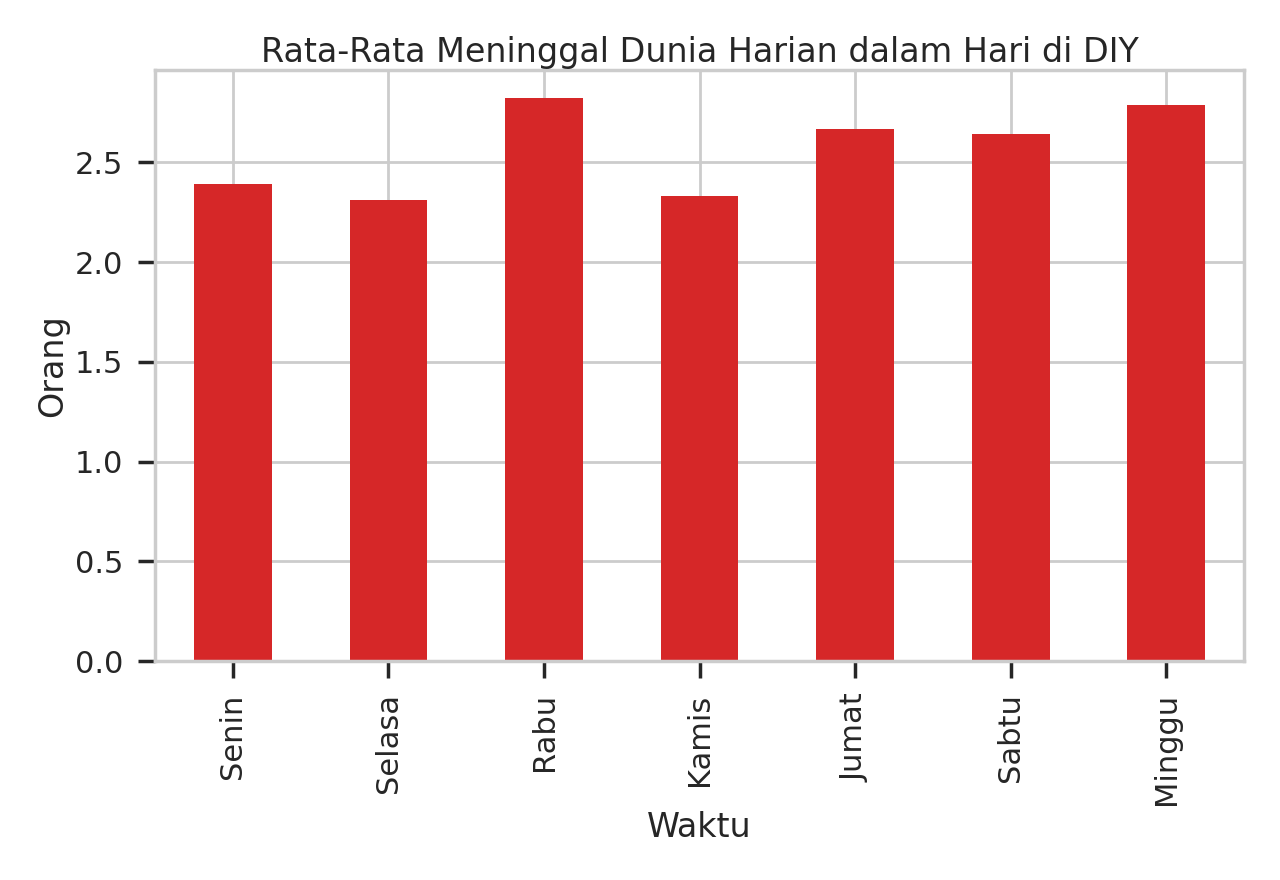 Rata-Rata Meninggal Dunia Harian dalam Hari di DIY
Orang
2.5
2.0
1.5
1.0
0.5
0.0
Senin
Selasa
Rabu
Kamis
Jumat
Sabtu
Minggu
Waktu